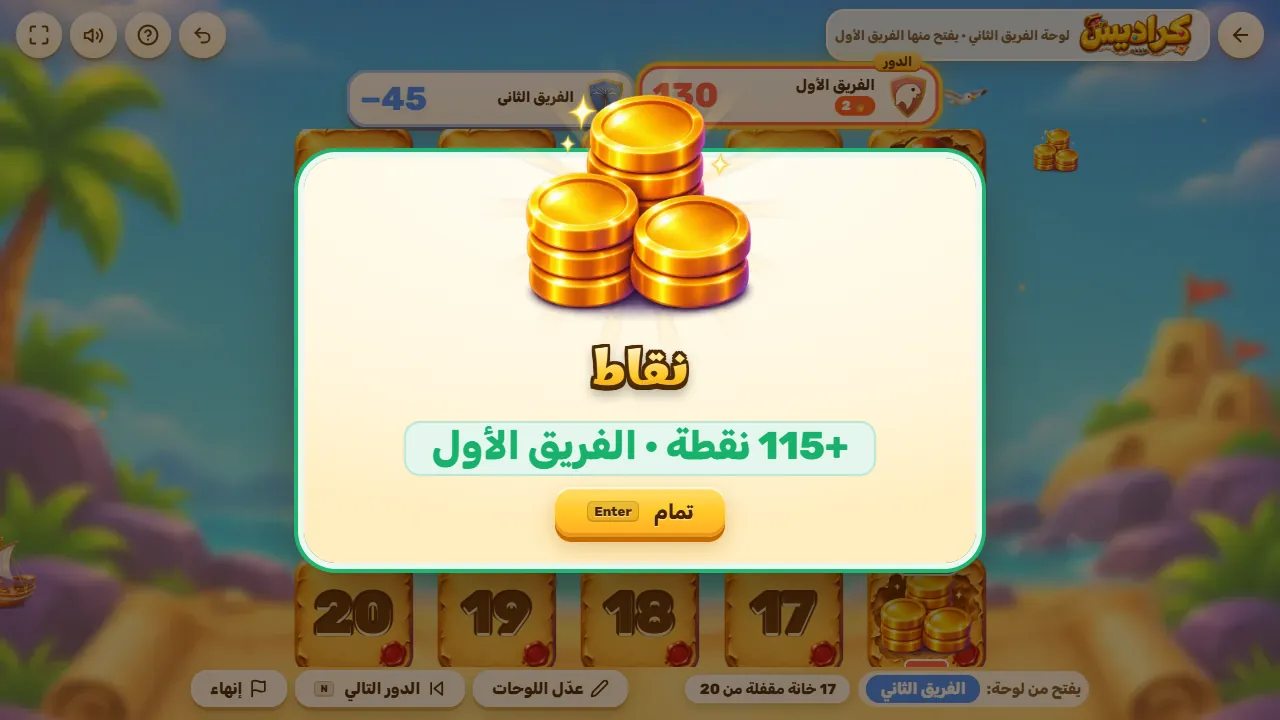 كراديس
لوحة الفريق الثاني • يفتح منها الفريق الأول
الدور
الفريق الأول
2
130
الفريق الثاني
−45
نقاط
+115 نقطة • الفريق الأول
تمام Enter
17
18
19
20
يفتح من لوحة: الفريق الثاني
17 خانة مقفلة من 20
عدّل اللوحات
الدور التالي N
إنهاء